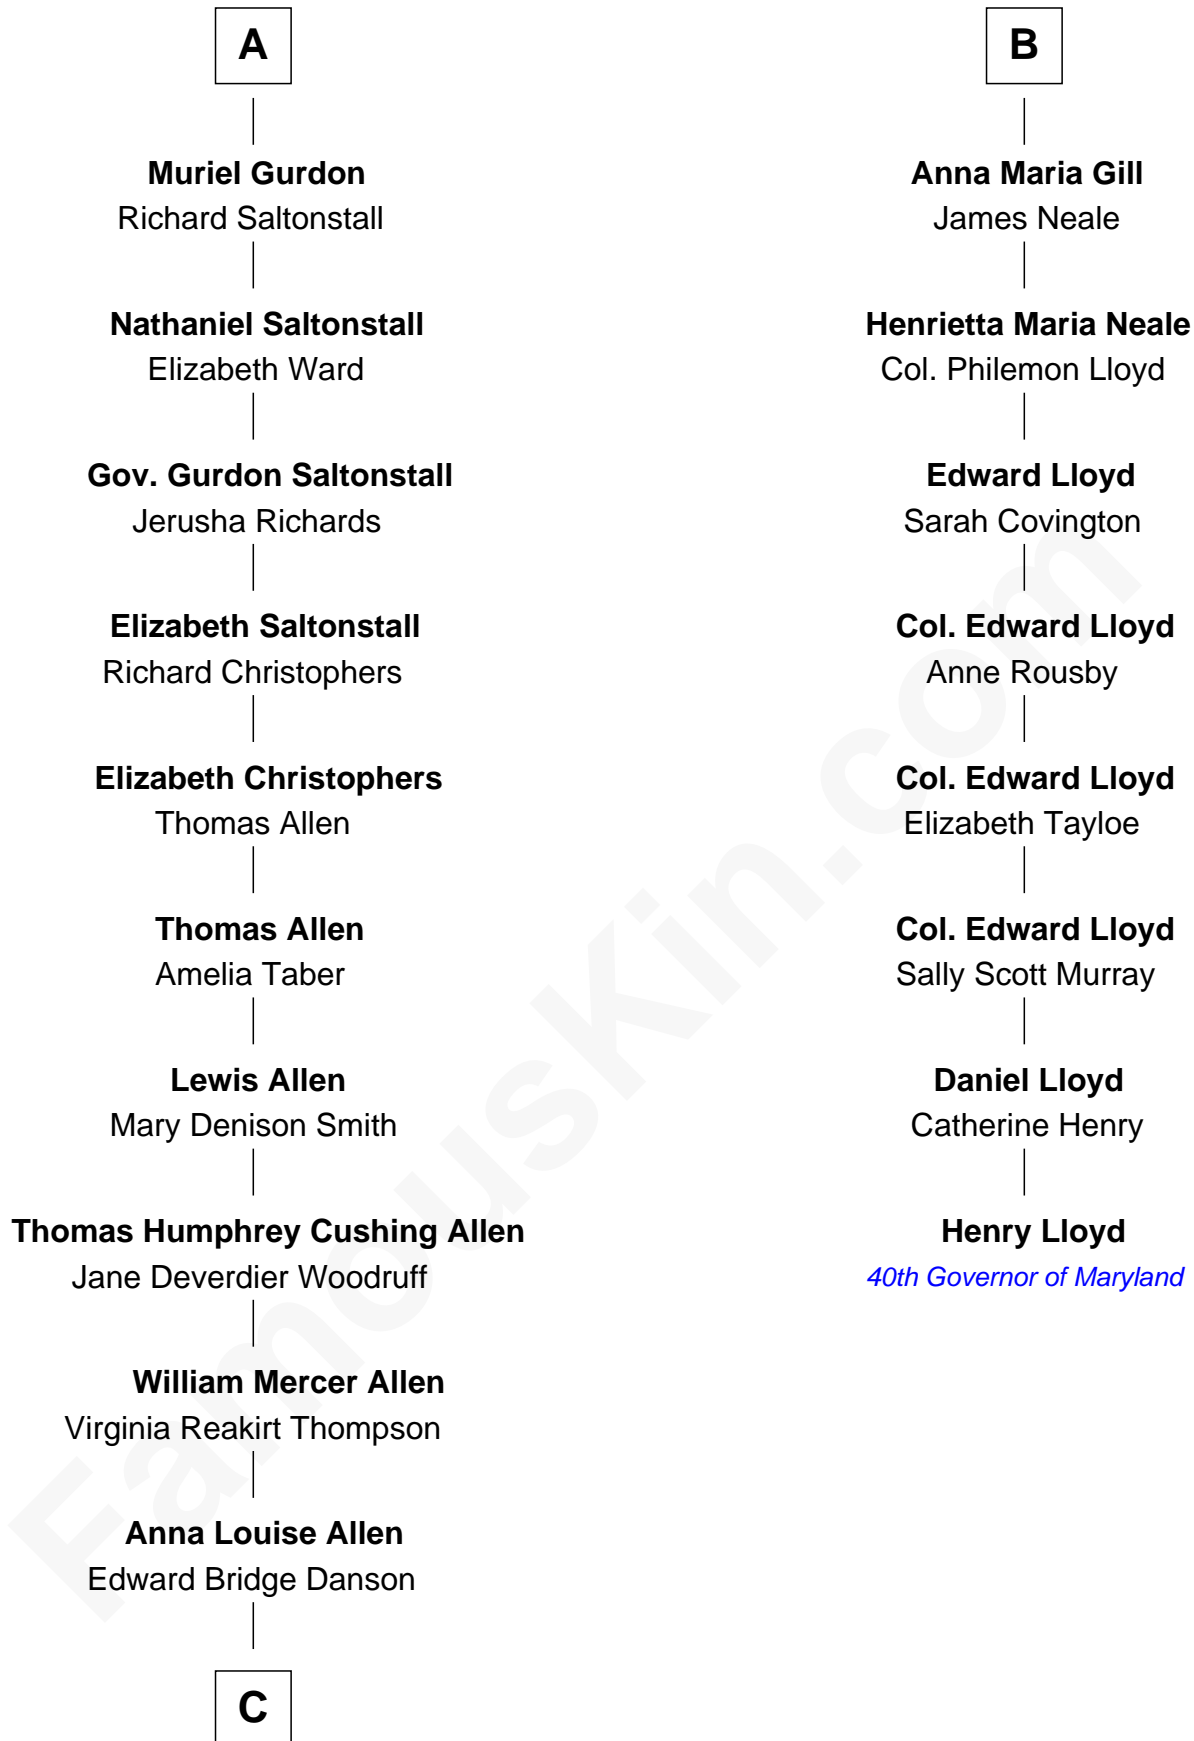 A
Muriel Gurdon
Richard Saltonstall
Nathaniel Saltonstall
Elizabeth Ward
Gov. Gurdon Saltonstall
Jerusha Richards
Elizabeth Saltonstall
Richard Christophers
Elizabeth Christophers
Thomas Allen
Thomas Allen
Amelia Taber
Lewis Allen
Mary Denison Smith
Thomas Humphrey Cushing Allen
Jane Deverdier Woodruff
William Mercer Allen
Virginia Reakirt Thompson
Anna Louise Allen
Edward Bridge Danson
C
B
Anna Maria Gill
James Neale
Henrietta Maria Neale
Col. Philemon Lloyd
Edward Lloyd
Sarah Covington
Col. Edward Lloyd
Anne Rousby
Col. Edward Lloyd
Elizabeth Tayloe
Col. Edward Lloyd
Sally Scott Murray
Daniel Lloyd
Catherine Henry
Henry Lloyd
40th Governor of Maryland
FamousKin.com